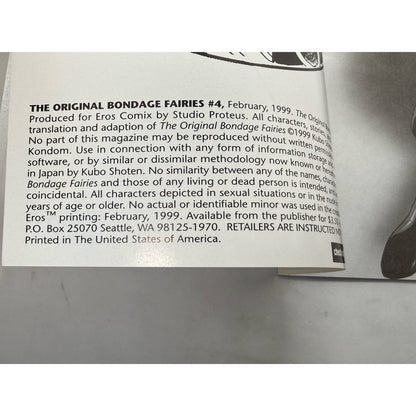 THE ORIGINAL BONDAGE FAIRIES #4, February, 1999. The Original
Produced for Eros Comix by Studio Proteus. All characters, stories,
translation and adaption of The Original Bondage Fairies ©1999 Kubo Sho
No part of this magazine may be reproduced without written
Kondom. Use in connection with any form of information storage and
software, or by similar or dissimilar methodology now known or
in Japan by Kubo Shoten. No similarity between any of the names,
Bondage Fairies and those of any living or dead person is intended,
coincidental. All characters depicted in sexual situations or in the
years of age or older. No actual or identifiable minor was used in the
Eros™ printing: February, 1999. Available from the publisher for
P.O. Box 25070 Seattle, WA 98125-1970. RETAILERS ARE INSTRUCTED
Printed in The United States of America.